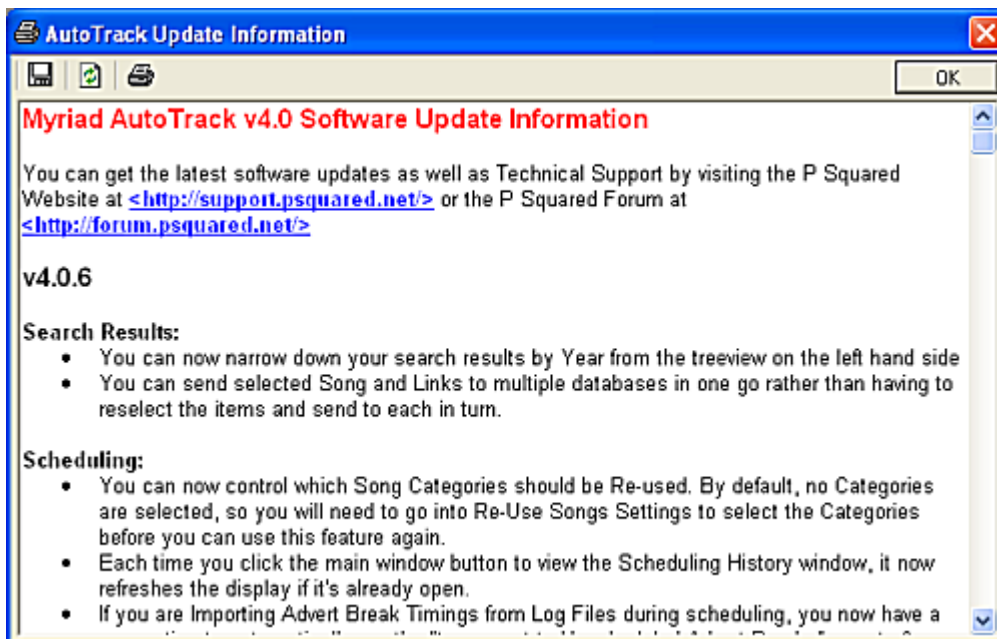 AutoTrack Update Information
OK
Myriad AutoTrack v4.0 Software Update Information
You can get the latest software updates as well as Technical Support by visiting the P Squared
Website at <http://support.psquared.net/> or the P Squared Forum at
<http://forum.psquared.net/>
v4.0.6
Search Results:
• You can now narrow down your search results by Year from the treeview on the left hand side
• You can send selected Song and Links to multiple databases in one go rather than having to
reselect the items and send to each in turn.
Scheduling:
• You can now control which Song Categories should be Re-used. By default, no Categories
are selected, so you will need to go into Re-Use Songs Settings to select the Categories
before you can use this feature again.
• Each time you click the main window button to view the Scheduling History window, it now
refreshes the display if it's already open.
• If you are Importing Advert Break Timings from Log Files during scheduling, you now have a